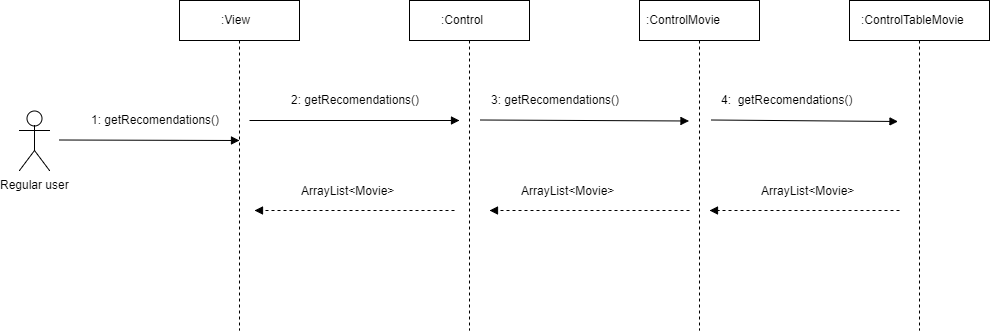 :View
:Control
:ControlMovie
:ControlTableMovie
1: getRecomendations()
2: getRecomendations()
3: getRecomendations()
4:  getRecomendations()
Regular user
ArrayList<Movie>
ArrayList<Movie>
ArrayList<Movie>